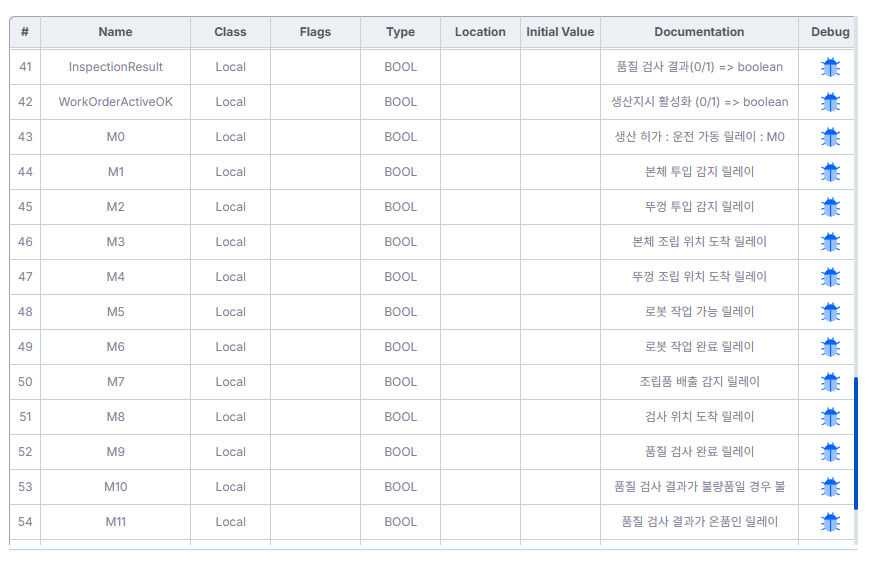 # Name Class Flags Type Location Initial Value Documentation Debug
41 InspectionResult Local BOOL 품질 검사 결과(0/1) => boolean
42 WorkOrderActiveOK Local BOOL 생산지시 활성화 (0/1) => boolean
43 M0 Local BOOL 생산 허가 : 운전 가동 릴레이 : M0
44 M1 Local BOOL 본체 투입 감지 릴레이
45 M2 Local BOOL 뚜껑 투입 감지 릴레이
46 M3 Local BOOL 본체 조립 위치 도착 릴레이
47 M4 Local BOOL 뚜껑 조립 위치 도착 릴레이
48 M5 Local BOOL 로봇 작업 가능 릴레이
49 M6 Local BOOL 로봇 작업 완료 릴레이
50 M7 Local BOOL 조립품 배출 감지 릴레이
51 M8 Local BOOL 검사 위치 도착 릴레이
52 M9 Local BOOL 품질 검사 완료 릴레이
53 M10 Local BOOL 품질 검사 결과가 불량품일 경우 불
54 M11 Local BOOL 품질 검사 결과가 온품인 릴레이